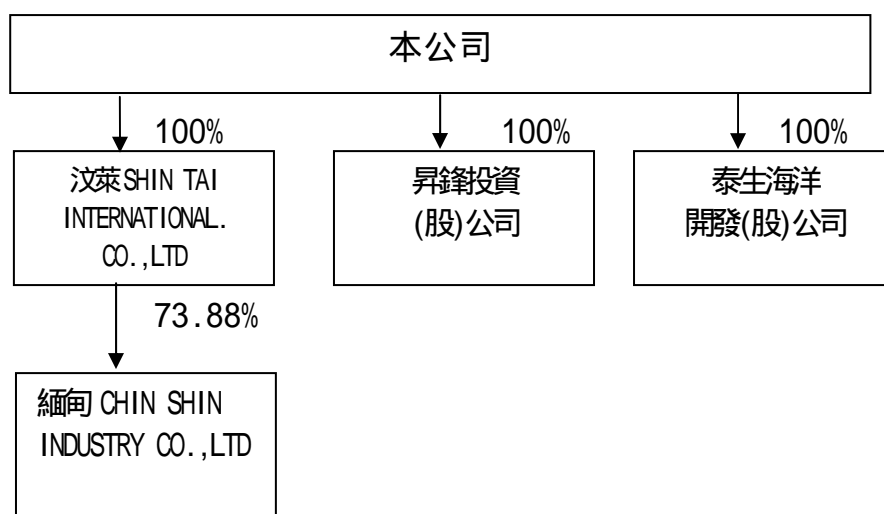 本公司
100%
100%
100%
汶萊SHIN TAI
INTERNATIONAL.
CO.,LTD
昇鋒投資
(股)公司
泰生海洋
開發(股)公司
73.88%
緬甸 CHIN SHIN
INDUSTRY CO.,LTD